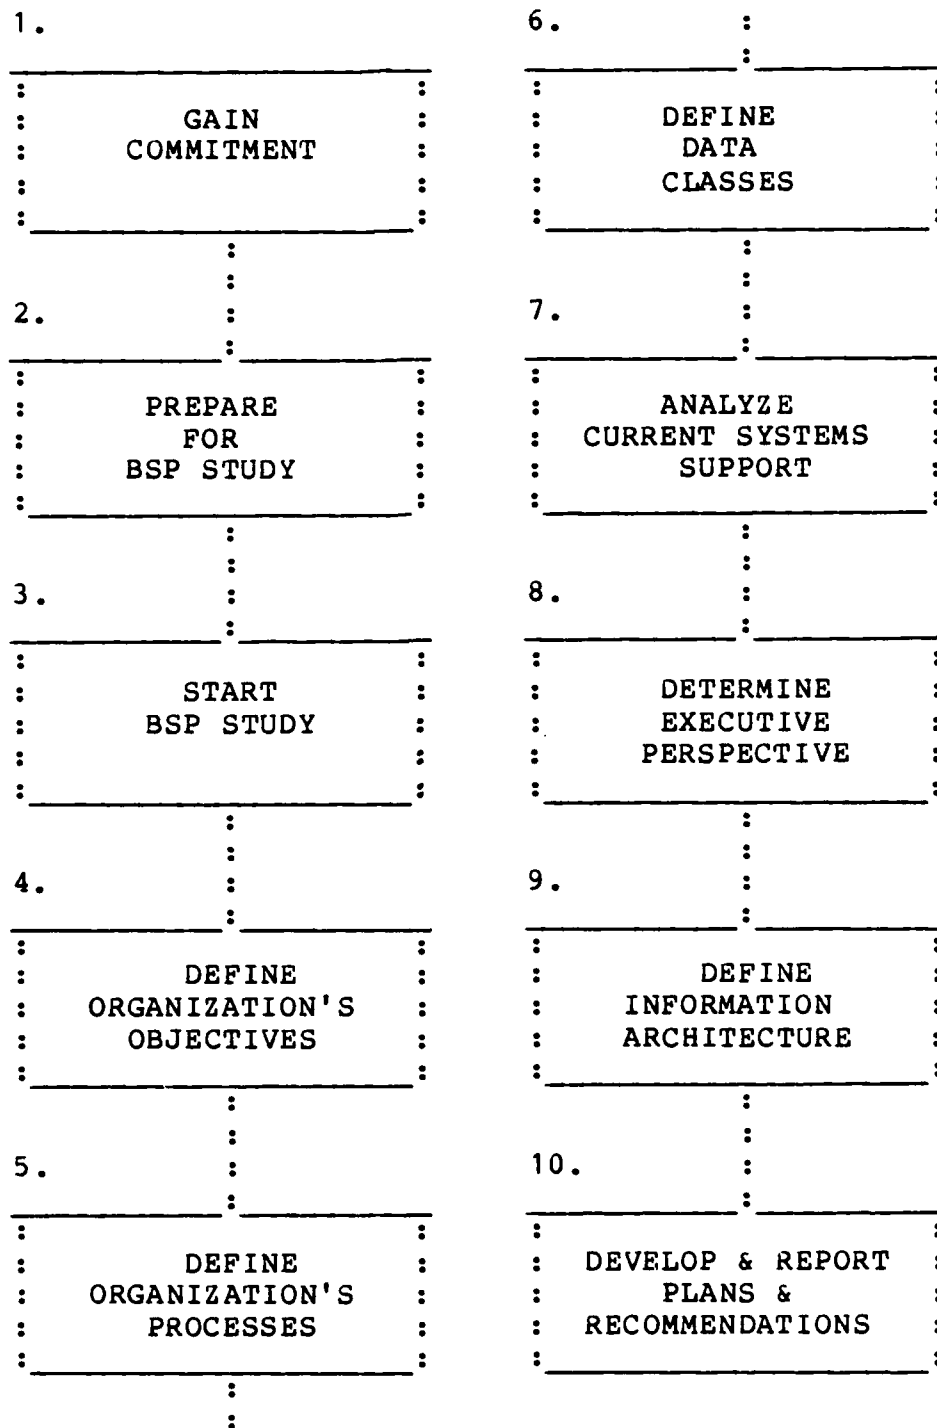 1.
GAIN
COMMITMENT
2.
PREPARE
FOR
BSP STUDY
3.
START
BSP STUDY
4.
DEFINE
ORGANIZATION'S
OBJECTIVES
5.
DEFINE
ORGANIZATION'S
PROCESSES
6.
DEFINE
DATA
CLASSES
7.
ANALYZE
CURRENT SYSTEMS
SUPPORT
8.
DETERMINE
EXECUTIVE
PERSPECTIVE
9.
DEFINE
INFORMATION
ARCHITECTURE
10.
DEVELOP & REPORT
PLANS &
RECOMMENDATIONS